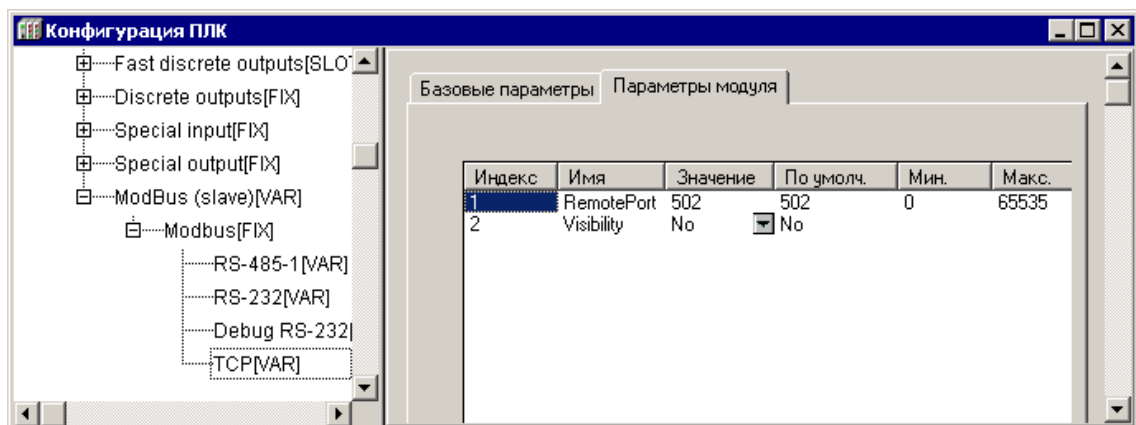 Конфигурация ПЛК
Fast discrete outputs[SLO
Discrete outputs[FIX]
Special input[FIX]
Special output[FIX]
ModBus (slave)[VAR]
Modbus[FIX]
RS-485-1[VAR]
RS-232[VAR]
Debug RS-232[
TCP[VAR]
Базовые параметры Параметры модуля
Индекс Имя Значение По умолч. Мин. Макс.
1 RemotePort 502 502 0 65535
2 Visibility No No